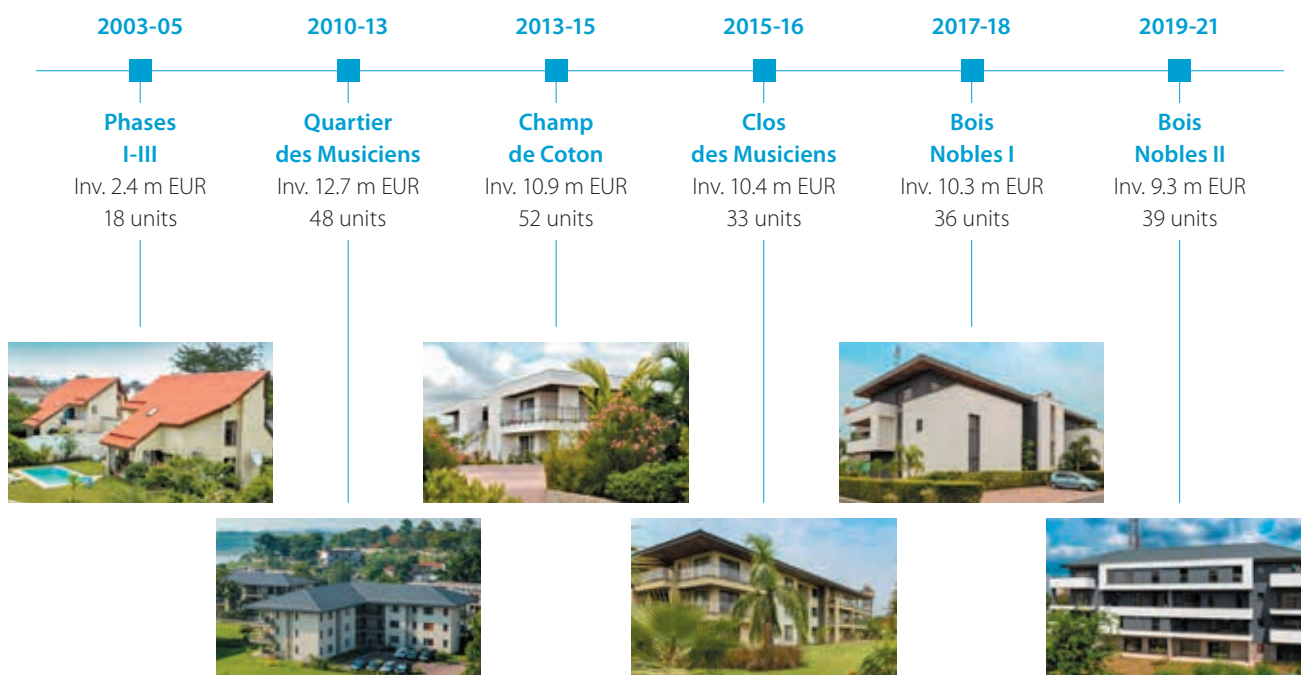 2003-05
Phases
I-III
Inv. 2.4 m EUR
18 units
2010-13
Quartier
des Musiciens
Inv. 12.7 m EUR
48 units
2013-15
Champ
de Coton
Inv. 10.9 m EUR
52 units
2015-16
Clos
des Musiciens
Inv. 10.4 m EUR
33 units
2017-18
Bois
Nobles I
Inv. 10.3 m EUR
36 units
2019-21
Bois
Nobles II
Inv. 9.3 m EUR
39 units